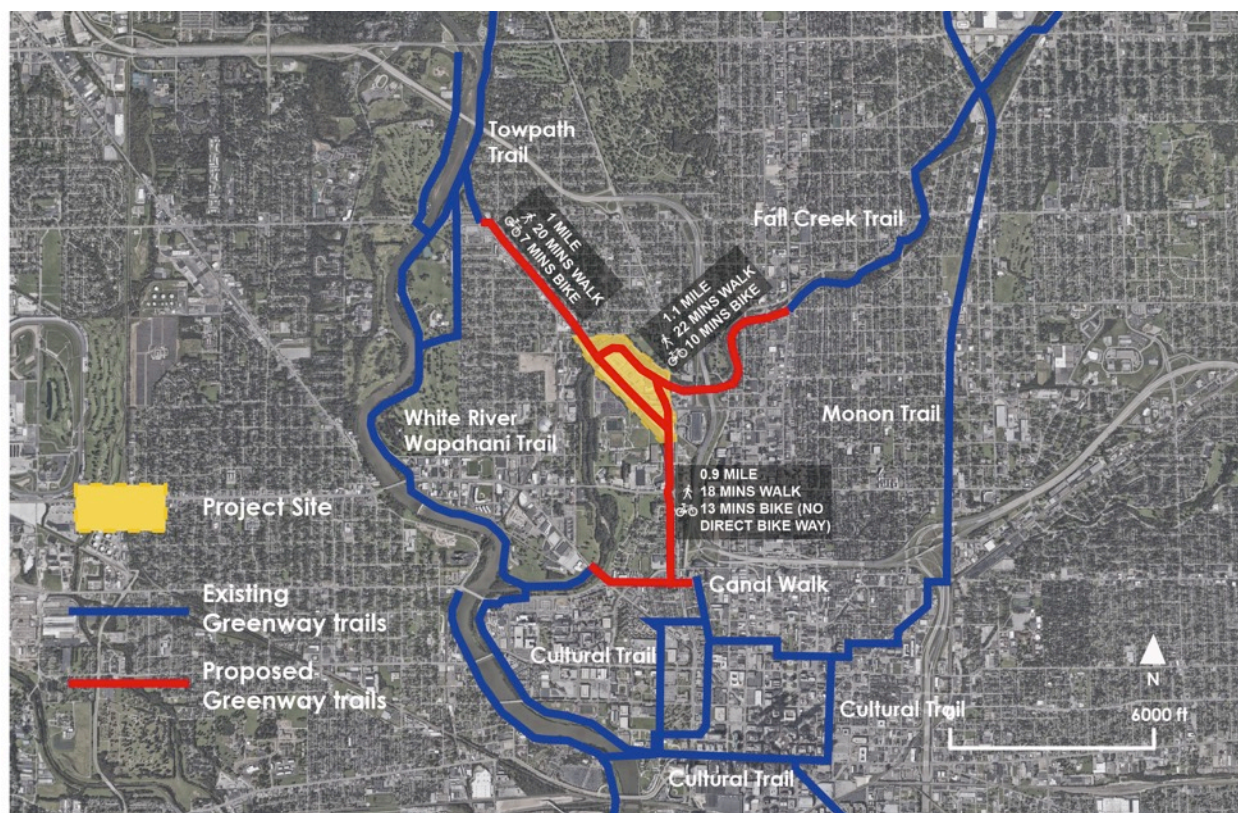 Towpath
Trail
1 MILE
20 MINS WALK
7 MINS BIKE
Fall Creek Trail
1.1 MILE
22 MINS WALK
10 MINS BIKE
White River
Wapahani Trail
Monon Trail
0.9 MILE
18 MINS WALK
13 MINS BIKE (NO
DIRECT BIKE WAY)
Project Site
Existing
Greenway trails
Canal Walk
Cultural Trail
Proposed
Greenway trails
Cultural Trail
Cultural Trail
N
0
6000 ft